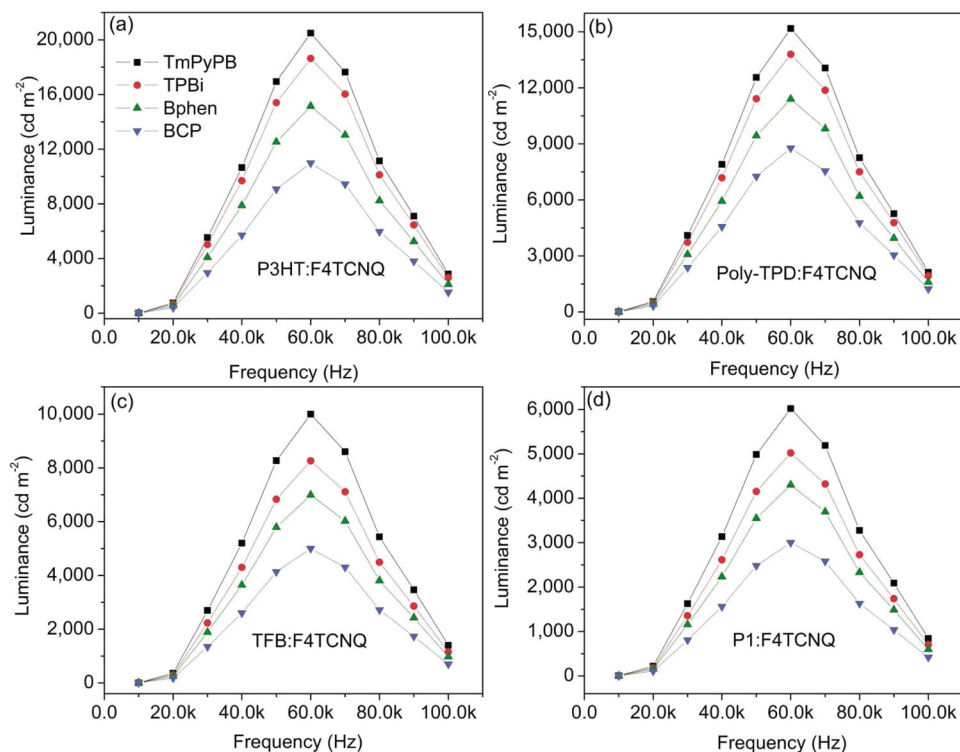 (a)
20,000
16,000
12,000
8,000
4,000
0
Luminance (cd m⁻²)
TmPyPB
TPBi
Bphen
BCP
P3HT:F4TCNQ
0.0 20.0k 40.0k 60.0k 80.0k 100.0k
Frequency (Hz)
(b)
15,000
12,000
9,000
6,000
3,000
0
Luminance (cd m⁻²)
Poly-TPD:F4TCNQ
0.0 20.0k 40.0k 60.0k 80.0k 100.0k
Frequency (Hz)
(c)
10,000
8,000
6,000
4,000
2,000
0
Luminance (cd m⁻²)
TFB:F4TCNQ
0.0 20.0k 40.0k 60.0k 80.0k 100.0k
Frequency (Hz)
(d)
6,000
5,000
4,000
3,000
2,000
1,000
0
Luminance (cd m⁻²)
P1:F4TCNQ
0.0 20.0k 40.0k 60.0k 80.0k 100.0k
Frequency (Hz)